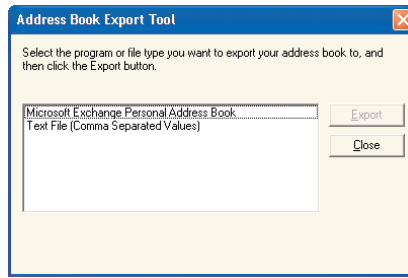 Address Book Export Tool
Select the program or file type you want to export your address book to, and
then click the Export button.
Microsoft Exchange Personal Address Book
Export
Text File (Comma Separated Values)
Close